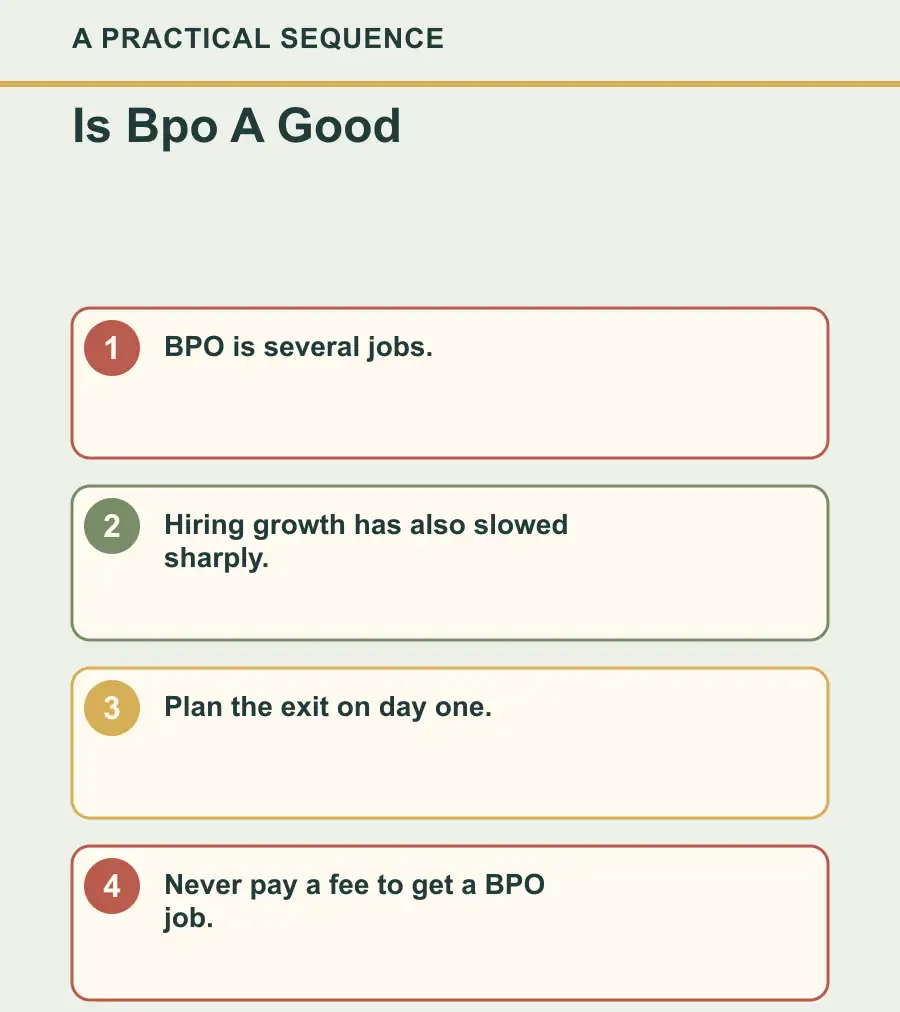 A PRACTICAL SEQUENCE
Is Bpo A Good
1
BPO is several jobs.
2
Hiring growth has also slowed
sharply.
3
Plan the exit on day one.
4
Never pay a fee to get a BPO
job.